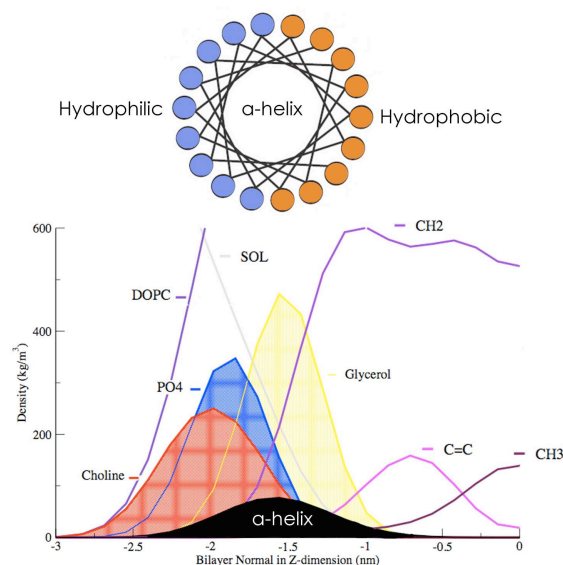 Hydrophilic
α-helix
Hydrophobic
600
CH2
SOL
DOPC
400
Density (kg/m³)
PO4
Glycerol
200
Choline
C=C
CH3
α-helix
0
-3
-2.5
-2
-1.5
-1
-0.5
0
Bilayer Normal in Z-dimension (nm)